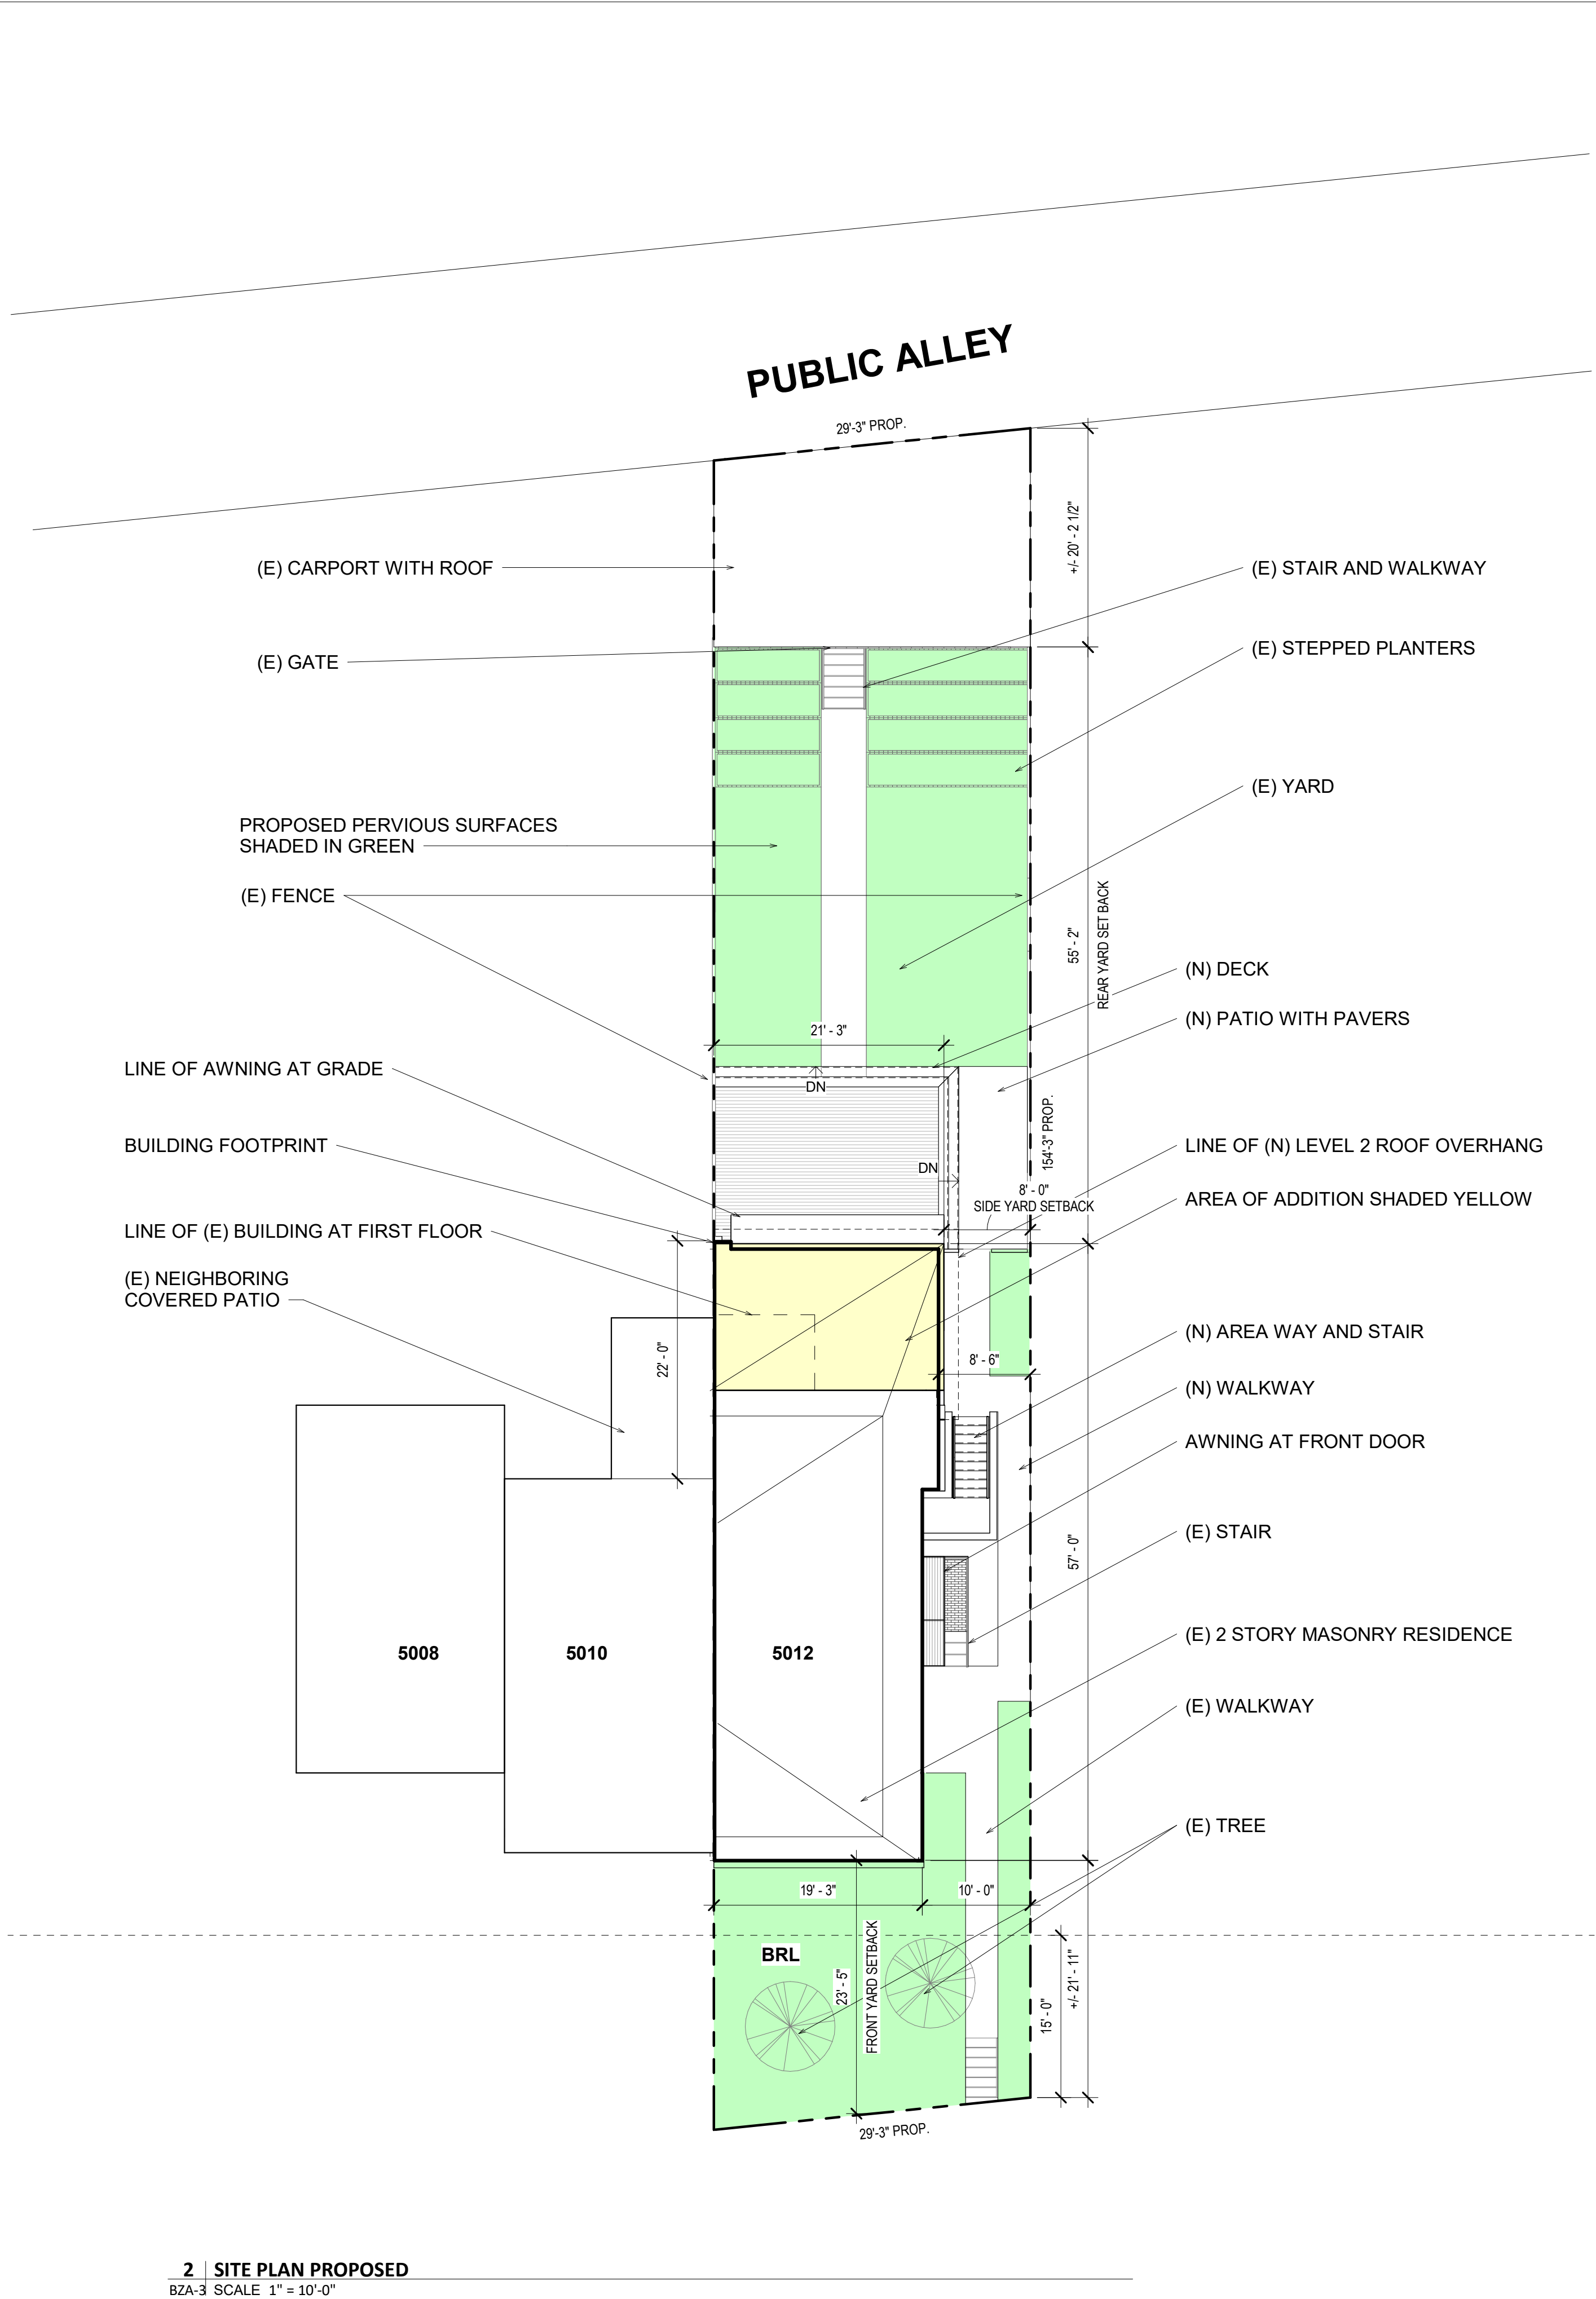 PUBLIC ALLEY
29'-3" PROP.
+/- 20' - 2 1/2"
(E) CARPORT WITH ROOF
(E) STAIR AND WALKWAY
(E) GATE
(E) STEPPED PLANTERS
(E) YARD
PROPOSED PERVIOUS SURFACES
SHADED IN GREEN
(E) FENCE
55' - 2"
REAR YARD SET BACK
(N) DECK
(N) PATIO WITH PAVERS
21' - 3"
LINE OF AWNING AT GRADE
DN
154'-3" PROP.
BUILDING FOOTPRINT
LINE OF (N) LEVEL 2 ROOF OVERHANG
DN
8' - 0"
SIDE YARD SETBACK
AREA OF ADDITION SHADED YELLOW
LINE OF (E) BUILDING AT FIRST FLOOR
(E) NEIGHBORING
COVERED PATIO
22' - 0"
8' - 6"
(N) AREA WAY AND STAIR
(N) WALKWAY
AWNING AT FRONT DOOR
(E) STAIR
57' - 0"
(E) 2 STORY MASONRY RESIDENCE
5008
5010
5012
(E) WALKWAY
(E) TREE
19' - 3"
10' - 0"
BRL
23' - 5"
FRONT YARD SETBACK
15' - 0"
+/- 21' - 11"
29'-3" PROP.
2 SITE PLAN PROPOSED
BZA-3 SCALE 1" = 10'-0"